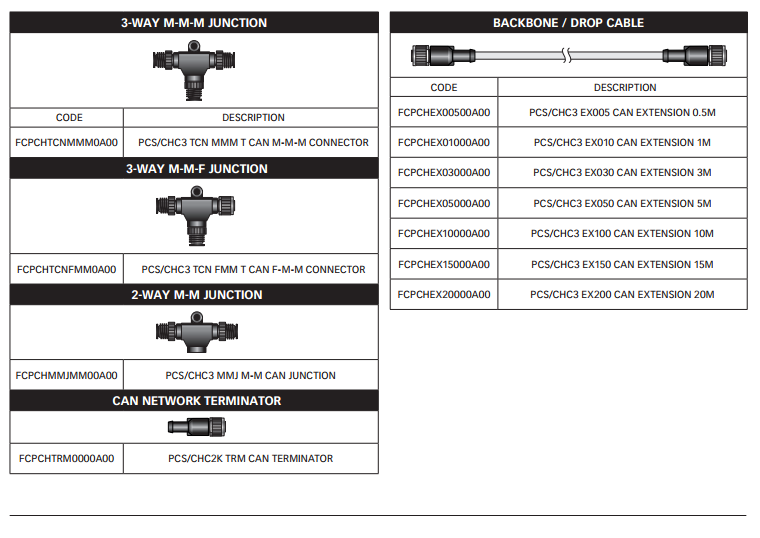 3-WAY M-M-M JUNCTION
CODE DESCRIPTION
FCPCHTCNMMM0A00 PCS/CHC3 TCN MMM T CAN M-M-M CONNECTOR
3-WAY M-M-F JUNCTION
FCPCHTCNFMM0A00 PCS/CHC3 TCN FMM T CAN F-M-M CONNECTOR
2-WAY M-M JUNCTION
FCPCHMMJMM00A00 PCS/CHC3 MMJ M-M CAN JUNCTION
CAN NETWORK TERMINATOR
FCPCHTRM0000A00 PCS/CHC2K TRM CAN TERMINATOR
BACKBONE / DROP CABLE
CODE DESCRIPTION
FCPCHEX00500A00 PCS/CHC3 EX005 CAN EXTENSION 0.5M
FCPCHEX01000A00 PCS/CHC3 EX010 CAN EXTENSION 1M
FCPCHEX03000A00 PCS/CHC3 EX030 CAN EXTENSION 3M
FCPCHEX05000A00 PCS/CHC3 EX050 CAN EXTENSION 5M
FCPCHEX10000A00 PCS/CHC3 EX100 CAN EXTENSION 10M
FCPCHEX15000A00 PCS/CHC3 EX150 CAN EXTENSION 15M
FCPCHEX20000A00 PCS/CHC3 EX200 CAN EXTENSION 20M